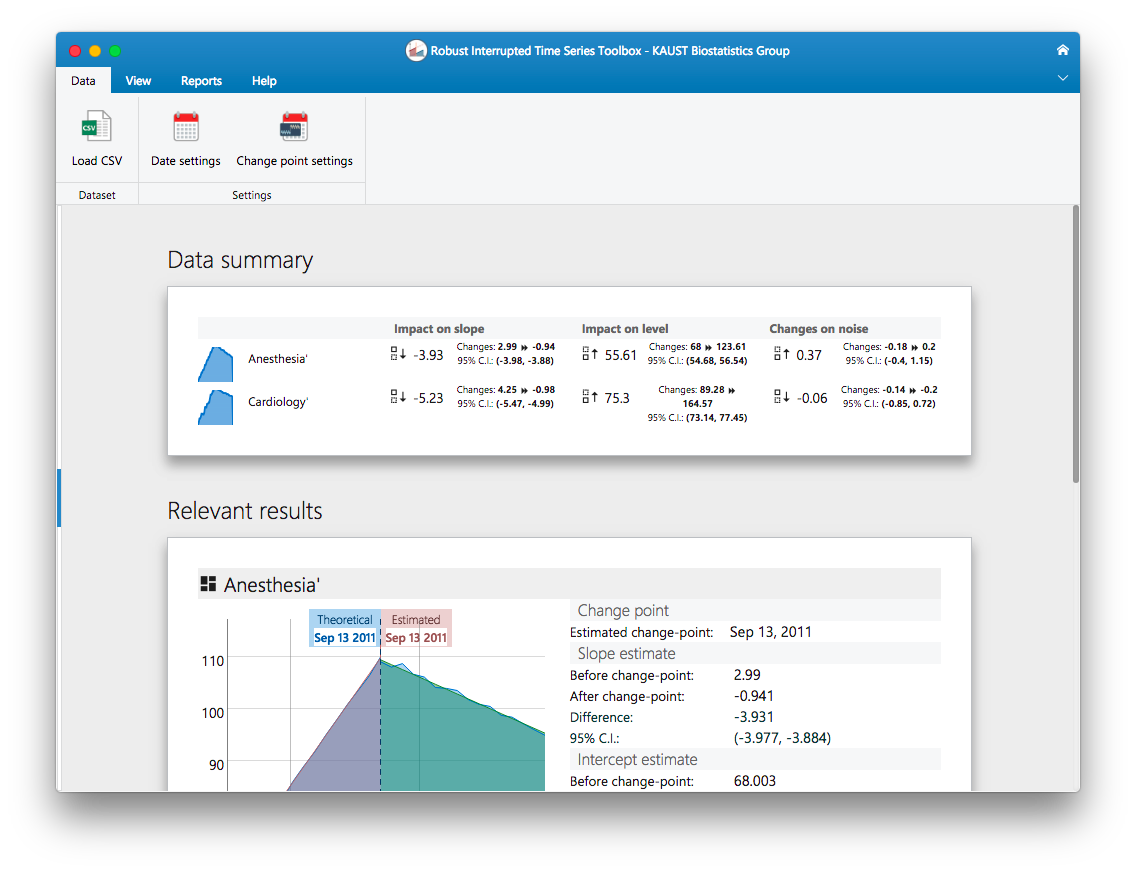 Robust Interrupted Time Series Toolbox - KAUST Biostatistics Group
Data View Reports Help
Load CSV Date settings Change point settings
Dataset Settings
Data summary
Impact on slope Impact on level Changes on noise
Anesthesia' -3.93 Changes: 2.99 -0.94 55.61 Changes: 68 123.61 0.37 Changes: -0.18 0.2
95% C.I.: (-3.98, -3.88) 95% C.I.: (54.68, 56.54) 95% C.I.: (-0.4, 1.15)
Cardiology' -5.23 Changes: 4.25 -0.98 75.3 Changes: 89.28 -0.06 Changes: -0.14 -0.2
95% C.I.: (-5.47, -4.99) 164.57 95% C.I.: (-0.85, 0.72)
95% C.I.: (73.14, 77.45)
Relevant results
Anesthesia'
Theoretical Estimated
Sep 13 2011 Sep 13 2011
110
100
90
Change point
Estimated change-point: Sep 13, 2011
Slope estimate
Before change-point: 2.99
After change-point: -0.941
Difference: -3.931
95% C.I.: (-3.977, -3.884)
Intercept estimate
Before change-point: 68.003